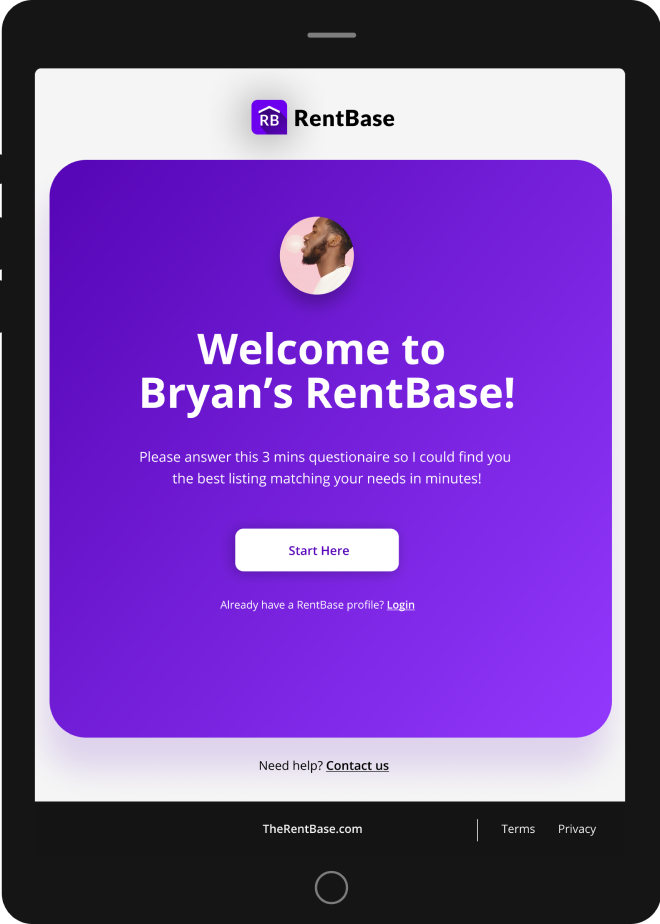 RB
RentBase
Welcome to
Bryan’s RentBase!
Please answer this 3 mins questionaire so I could find you
the best listing matching your needs in minutes!
Start Here
Already have a RentBase profile? Login
Need help? Contact us
TheRentBase.com
Terms
Privacy